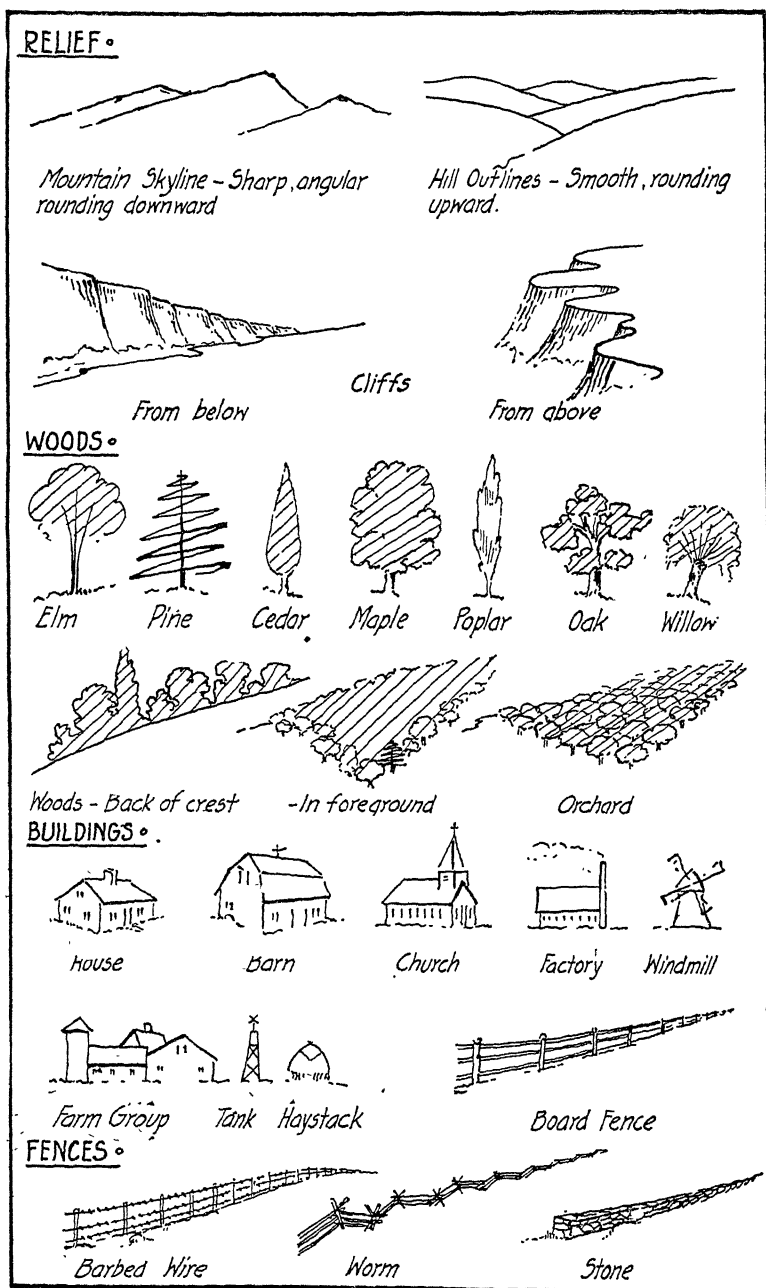 RELIEF.
Mountain Skyline - Sharp, angular
rounding downward
Hill Outlines - Smooth, rounding
upward.
Cliffs
From below
From above
WOODS.
Elm
Pine
Cedar
Maple
Poplar
Oak
Willow
Woods - Back of crest
- In foreground
Orchard
BUILDINGS.
House
Barn
Church
Factory
Windmill
Farm Group
Tank
Haystack
Board Fence
FENCES.
Barbed Wire
Worm
Stone